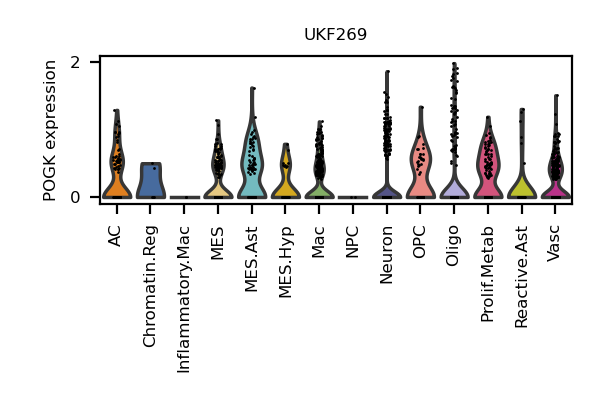 UKF269
POGK expression
2
0
AC
Chromatin.Reg
Inflammatory.Mac
MES
MES.Ast
MES.Hyp
Mac
NPC
Neuron
OPC
Oligo
Prolif.Metab
Reactive.Ast
Vasc